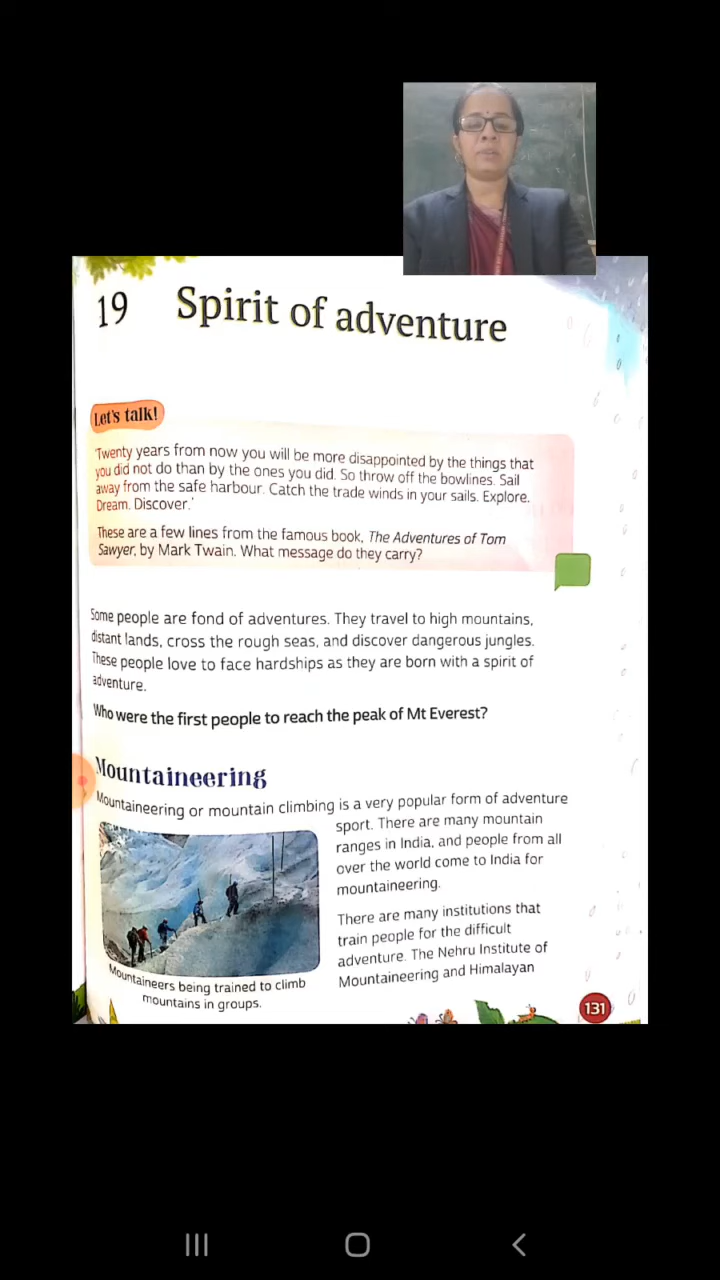 19 Spirit of adventure
Let's talk!
'Twenty years from now you will be more disappointed by the things that
you did not do than by the ones you did. So throw off the bowlines. Sail
away from the safe harbour. Catch the trade winds in your sails. Explore.
Dream. Discover.'
These are a few lines from the famous book, The Adventures of Tom
Sawyer, by Mark Twain. What message do they carry?
Some people are fond of adventures. They travel to high mountains,
distant lands, cross the rough seas, and discover dangerous jungles.
These people love to face hardships as they are born with a spirit of
adventure.
Who were the first people to reach the peak of Mt Everest?
Mountaineering
Mountaineering or mountain climbing is a very popular form of adventure
sport. There are many mountain
ranges in India, and people from all
over the world come to India for
mountaineering.
There are many institutions that
train people for the difficult
adventure. The Nehru Institute of
Mountaineering and Himalayan
Mountaineers being trained to climb
mountains in groups.
131